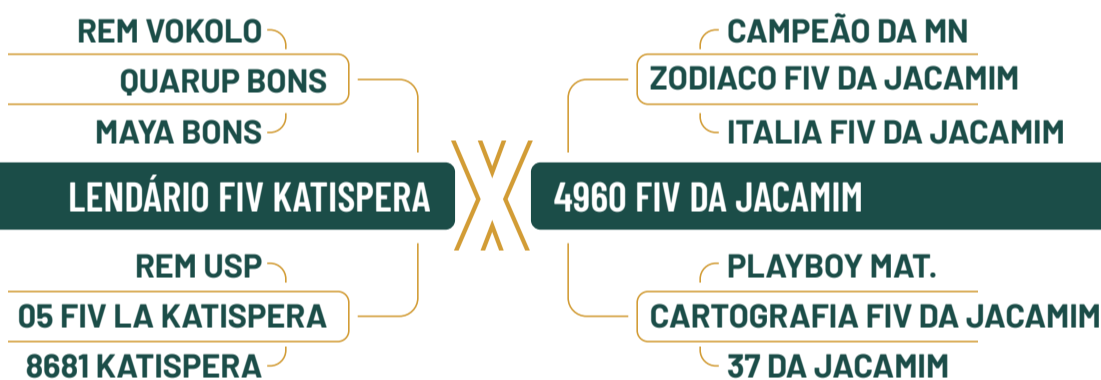 REM VOKOLO
QUARUP BONS
MAYA BONS
LENDÁRIO FIV KATISPERA
REM USP
05 FIV LA KATISPERA
8681 KATISPERA
X
CAMPEÃO DA MN
ZODIACO FIV DA JACAMIM
ITALIA FIV DA JACAMIM
4960 FIV DA JACAMIM
PLAYBOY MAT.
CARTOGRAFIA FIV DA JACAMIM
37 DA JACAMIM